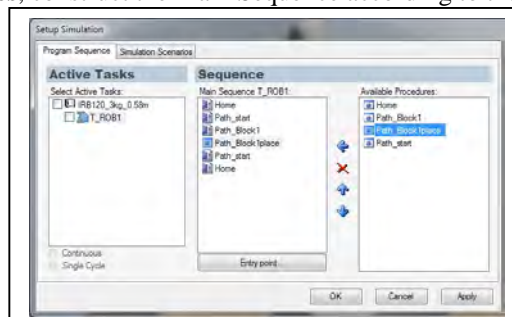 Setup Simulation
Program Sequence Simulation Scenarios
Active Tasks
Select Active Tasks:
IRB120_3kg_0.58m
T_ROB1
Continuous
Single Cycle
Sequence
Main Sequence T_ROB1:
Home
Path_start
Path_Block1
Path_Block1place
Path_start
Home
Entry point
Available Procedures:
Home
Path_Block1
Path_Block1place
Path_start
OK Cancel Apply